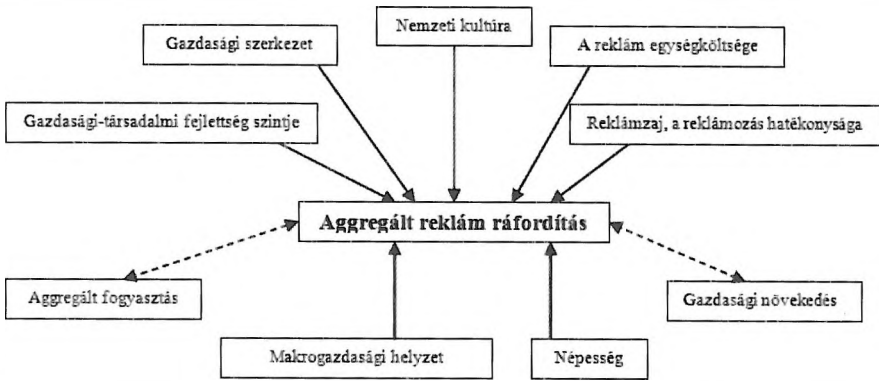 Nemzeti kultúra
Gazdasági szerkezet
A reklám egységköltsége
Gazdasági-társadalmi fejlettség szintje
Reklámzaj, a reklámozás hatékonysága
Aggregált reklám ráfordítás
Aggregált fogyasztás
Gazdasági növekedés
Makrogazdasági helyzet
Népesség